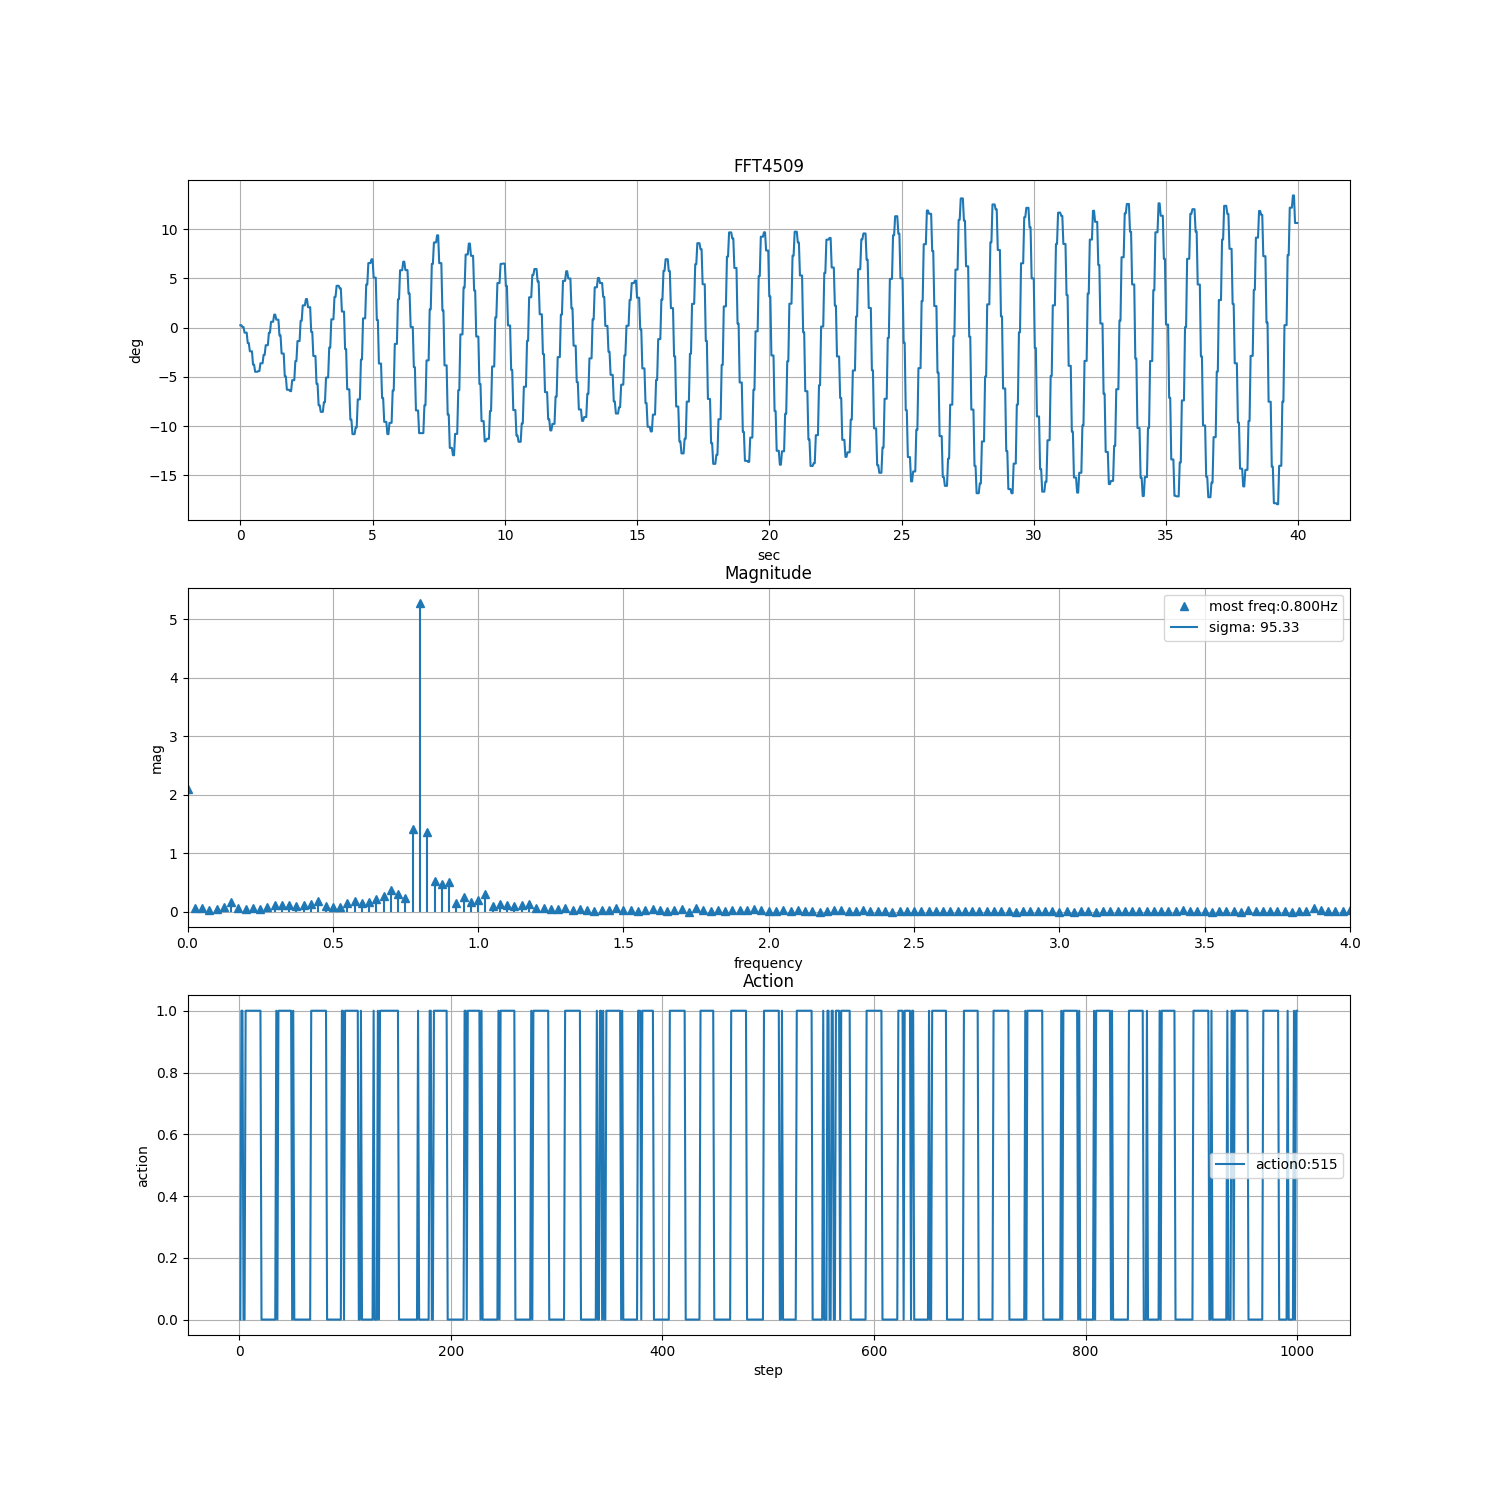 FFT4509
10
5
0
−5
−10
−15
deg
0 5 10 15 20 25 30 35 40
sec
Magnitude
most freq:0.800Hz
sigma: 95.33
5
4
3
2
1
0
mag
0.0 0.5 1.0 1.5 2.0 2.5 3.0 3.5 4.0
frequency
Action
1.0
0.8
0.6
0.4
0.2
0.0
action
action0:515
0 200 400 600 800 1000
step